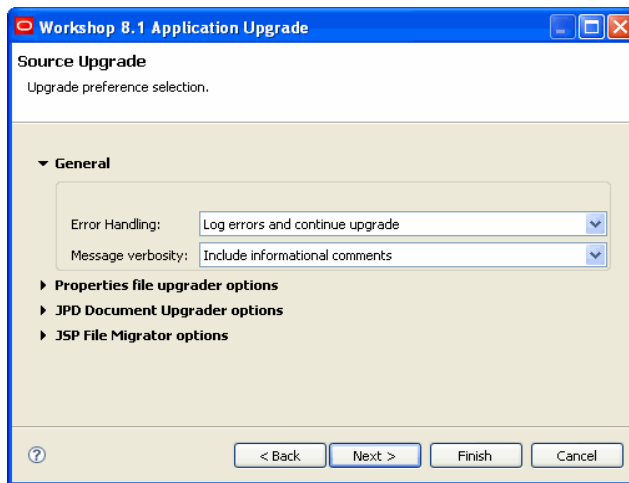 Workshop 8.1 Application Upgrade
Source Upgrade
Upgrade preference selection.
General
Error Handling: Log errors and continue upgrade
Message verbosity: Include informational comments
Properties file upgrader options
JPD Document Upgrader options
JSP File Migrator options
? < Back Next > Finish Cancel